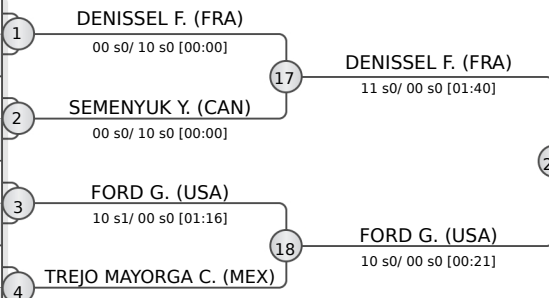 DENISSEL F. (FRA)
1
00 s0/ 10 s0 [00:00]
DENISSEL F. (FRA)
17
11 s0/ 00 s0 [01:40]
SEMENYUK Y. (CAN)
2
00 s0/ 10 s0 [00:00]
FORD G. (USA)
3
10 s1/ 00 s0 [01:16]
FORD G. (USA)
18
10 s0/ 00 s0 [00:21]
TREJO MAYORGA C. (MEX)
4